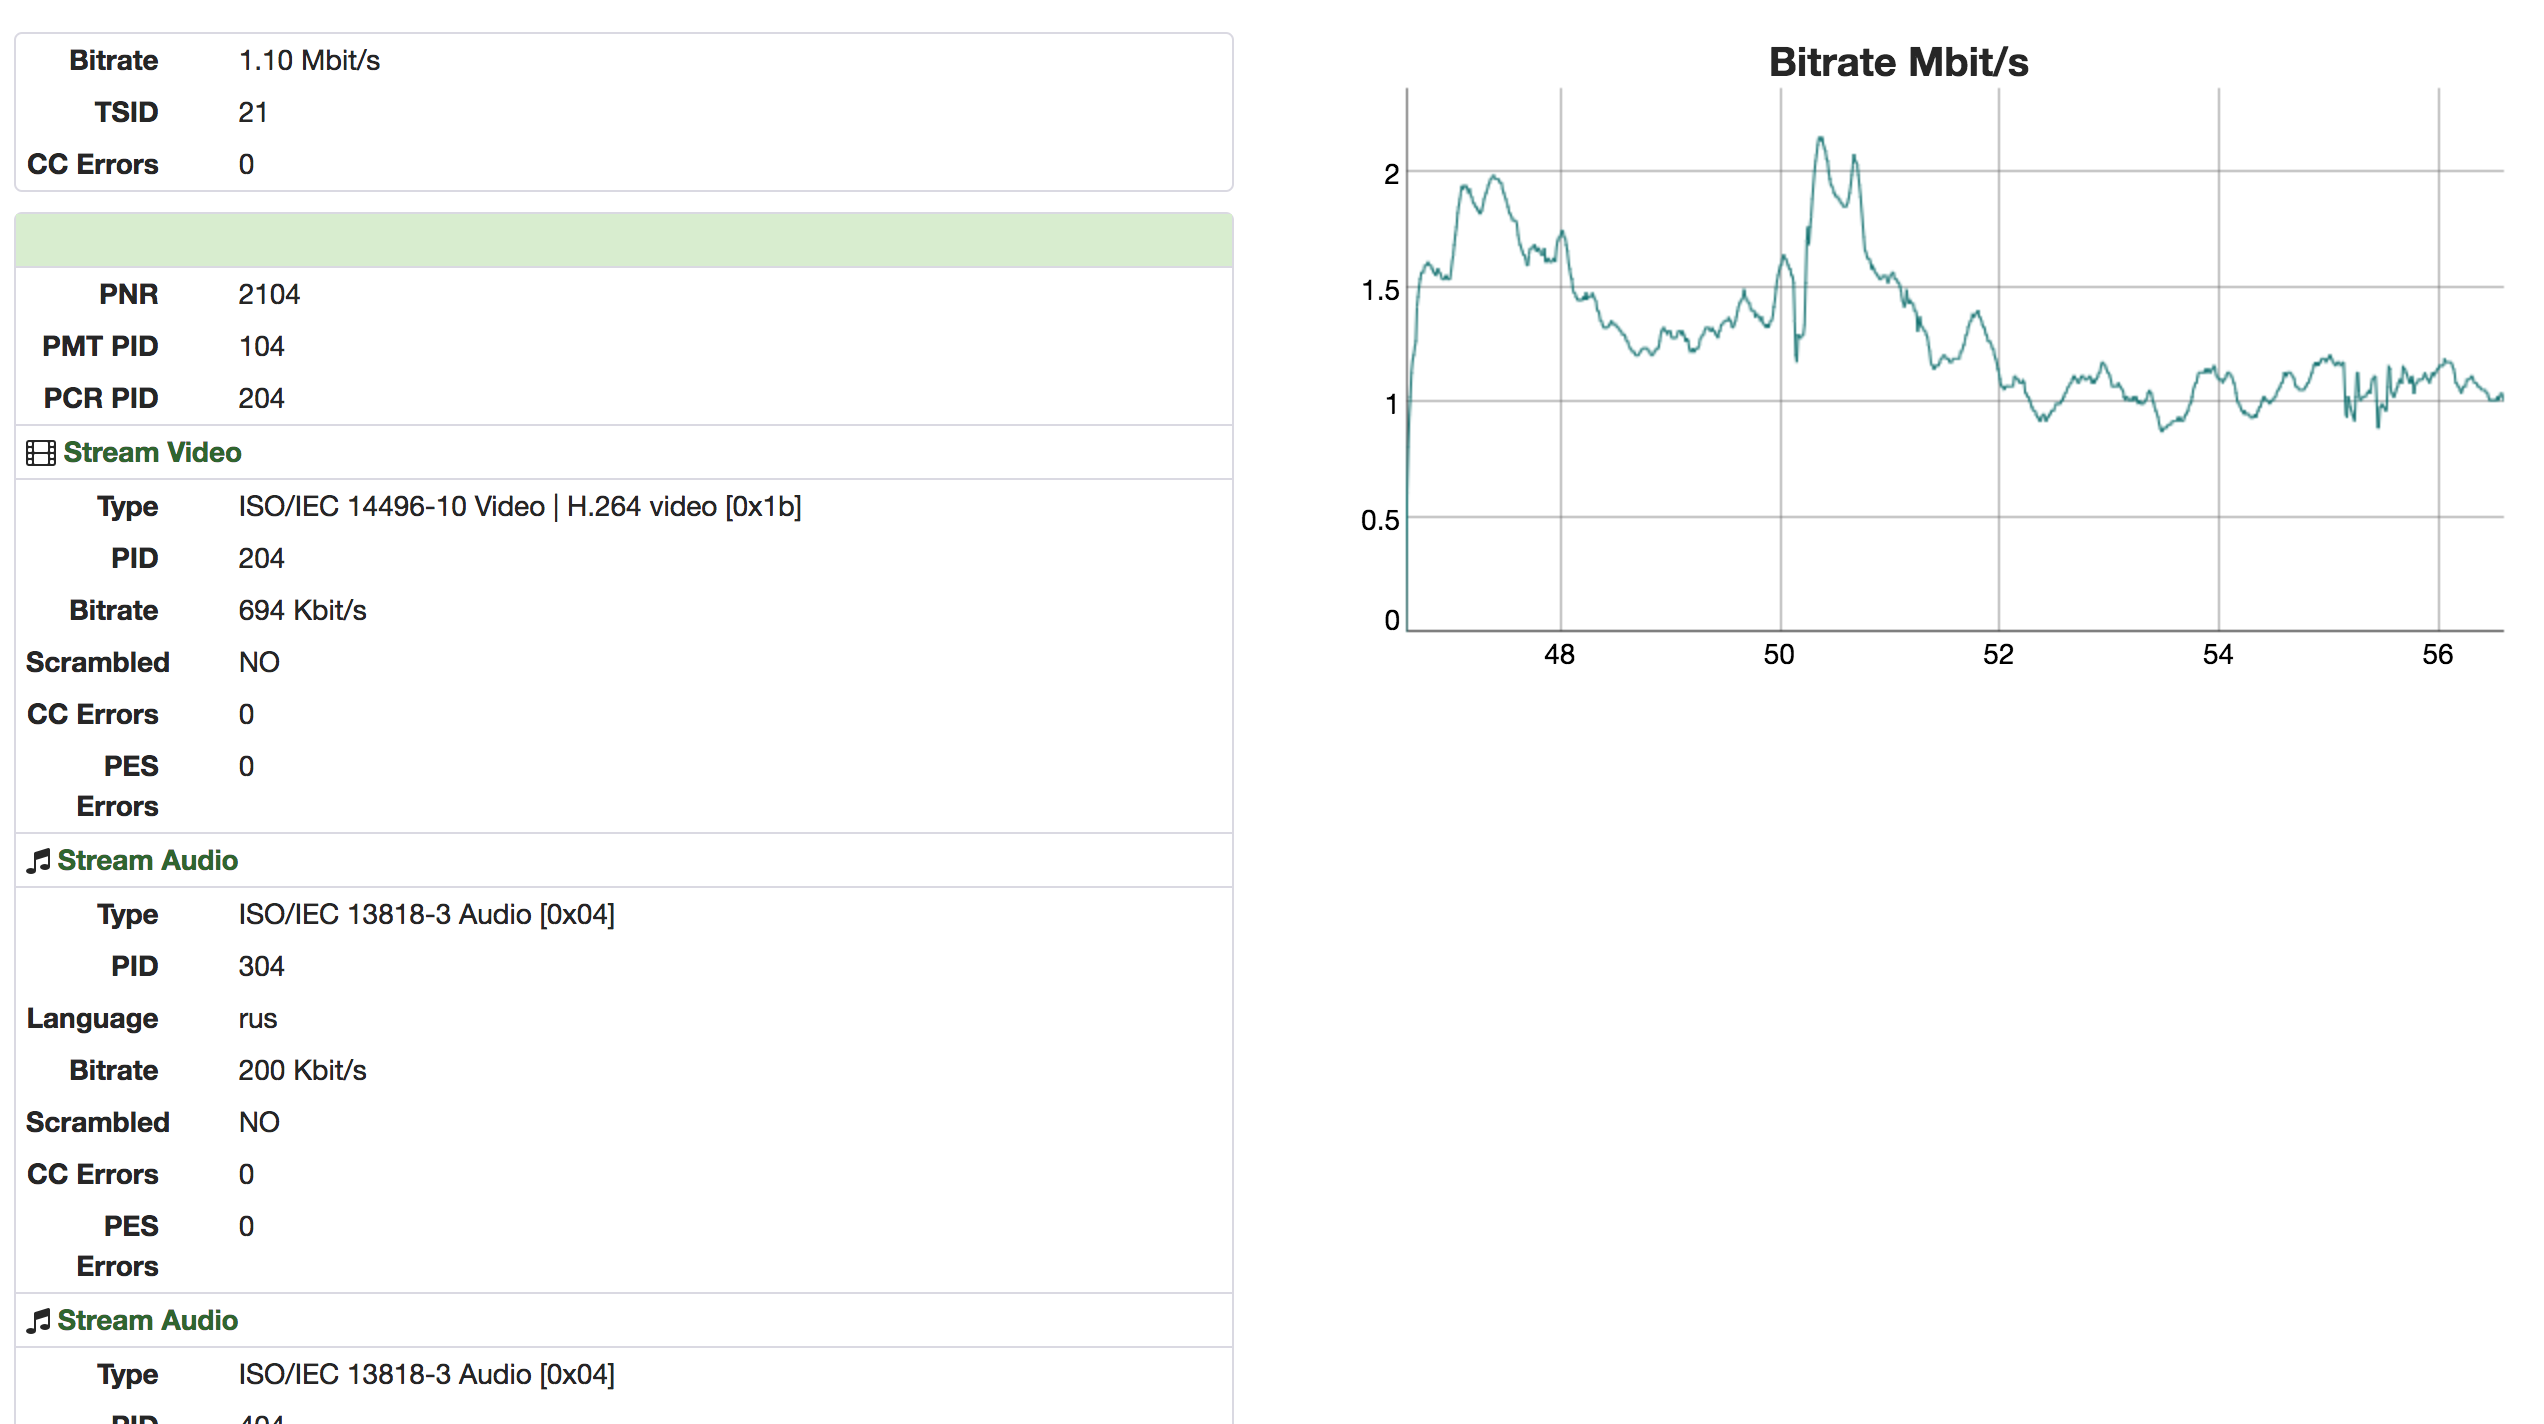 Bitrate 1.10 Mbit/s
TSID 21
CC Errors 0
PNR 2104
PMT PID 104
PCR PID 204
Stream Video
Type ISO/IEC 14496-10 Video | H.264 video [0x1b]
PID 204
Bitrate 694 Kbit/s
Scrambled NO
CC Errors 0
PES 0
Errors
Stream Audio
Type ISO/IEC 13818-3 Audio [0x04]
PID 304
Language rus
Bitrate 200 Kbit/s
Scrambled NO
CC Errors 0
PES 0
Errors
Stream Audio
Type ISO/IEC 13818-3 Audio [0x04]
PID 404
Bitrate Mbit/s
2
1.5
1
0.5
0
48 50 52 54 56